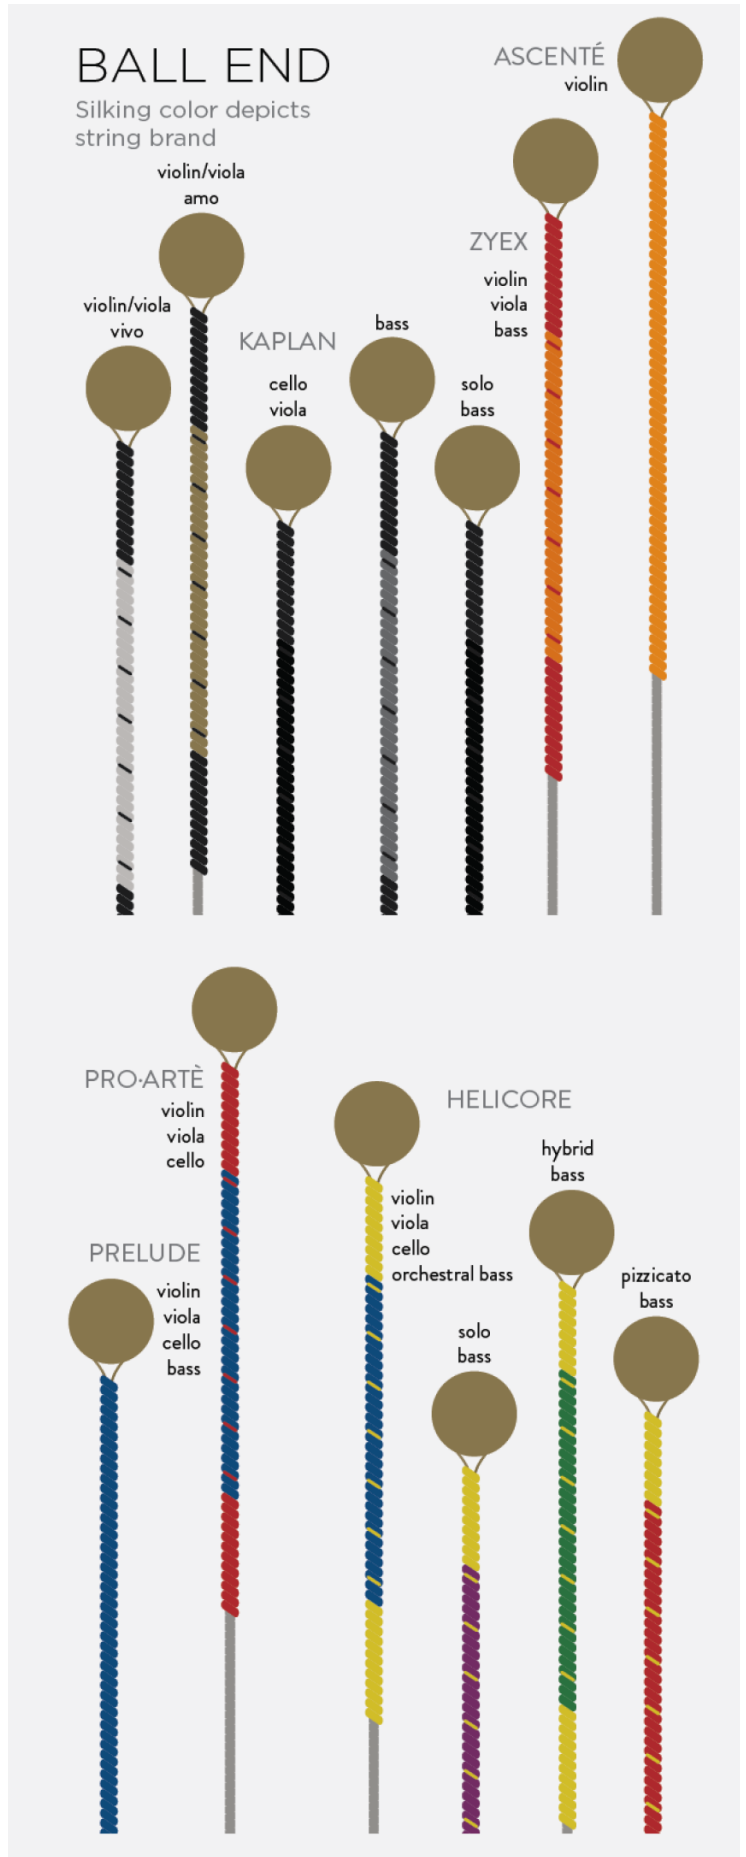 BALL END
Silking color depicts
string brand
ASCENTÉ
violin
violin/viola
amo
ZYEX
violin
viola
bass
violin/viola
vivo
KAPLAN
cello
viola
bass
solo
bass
PRO·ARTÈ
violin
viola
cello
HELICORE
violin
viola
cello
orchestral bass
hybrid
bass
PRELUDE
violin
viola
cello
bass
solo
bass
pizzicato
bass